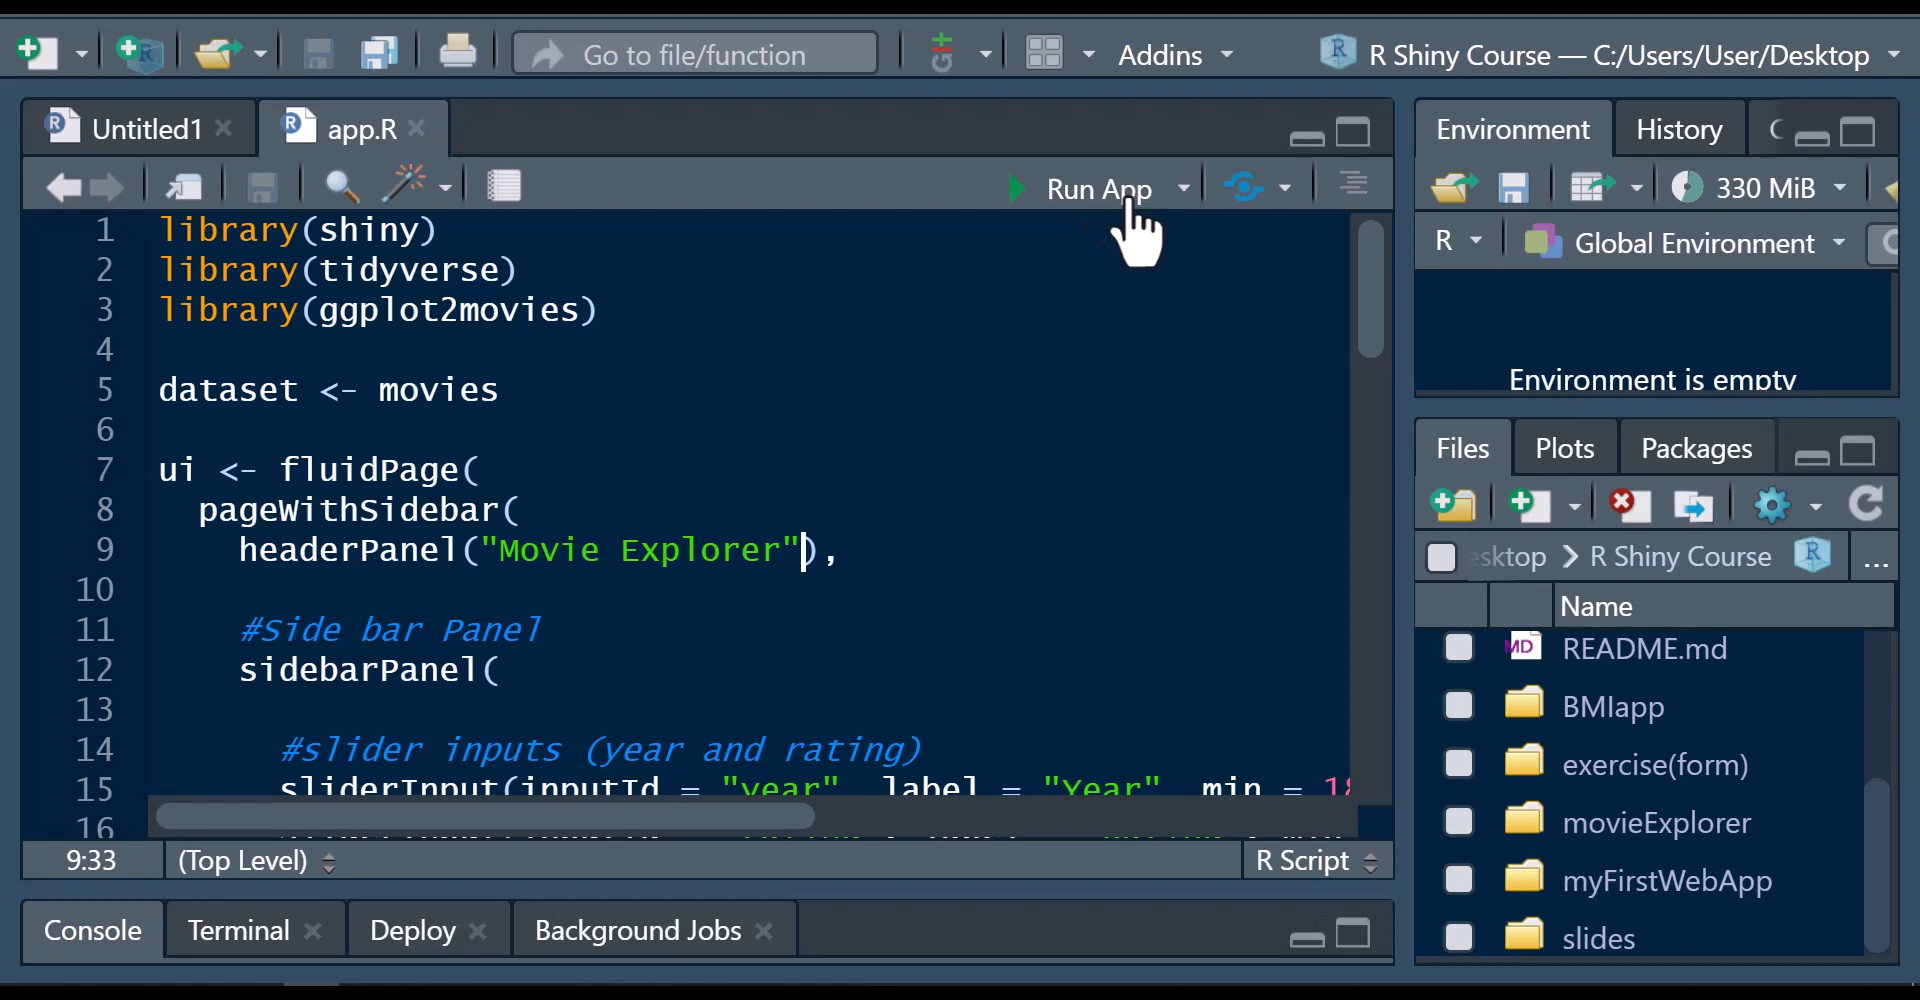 Go to file/function
Addins
R Shiny Course — C:/Users/User/Desktop
Untitled1
app.R
Run App
1 library(shiny)
2 library(tidyverse)
3 library(ggplot2movies)
4
5 dataset <- movies
6
7 ui <- fluidPage(
8 pageWithSidebar(
9 headerPanel("Movie Explorer"),
10
11 #Side bar Panel
12 sidebarPanel(
13
14 #slider inputs (year and rating)
15 sliderInput(inputId = "year", label = "Year", min = 18
16
9:33
(Top Level)
R Script
Console
Terminal
Deploy
Background Jobs
Environment
History
330 MiB
R
Global Environment
Environment is empty
Files
Plots
Packages
esktop
R Shiny Course
...
Name
README.md
BMIapp
exercise(form)
movieExplorer
myFirstWebApp
slides